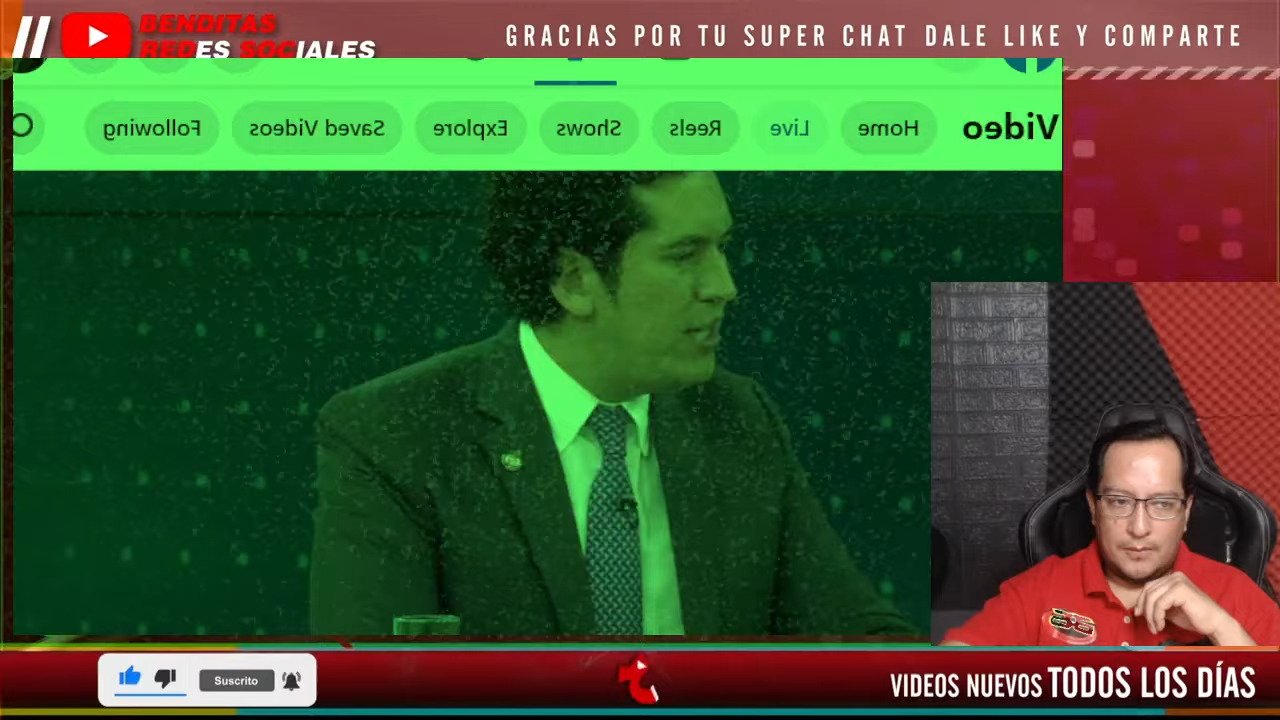 BENDITAS
REDES SOCIALES
GRACIAS POR TU SUPER CHAT DALE LIKE Y COMPARTE
Following
Saved Videos
Explore
Shows
Reels
Live
Home
Video
Suscrito
VIDEOS NUEVOS TODOS LOS DÍAS